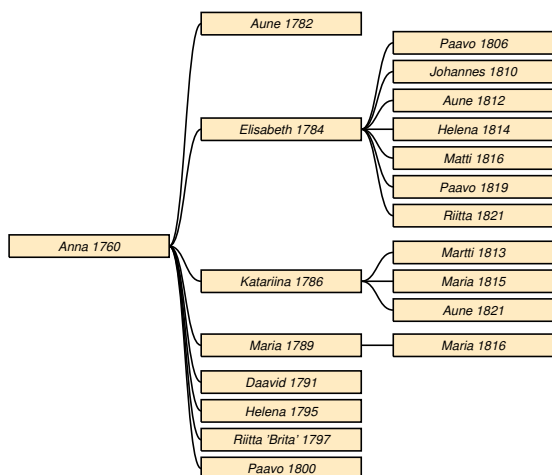 Anna 1760
Aune 1782
Elisabeth 1784
Paavo 1806
Johannes 1810
Aune 1812
Helena 1814
Matti 1816
Paavo 1819
Riitta 1821
Katariina 1786
Martti 1813
Maria 1815
Aune 1821
Maria 1789
Maria 1816
Daavid 1791
Helena 1795
Riitta 'Brita' 1797
Paavo 1800